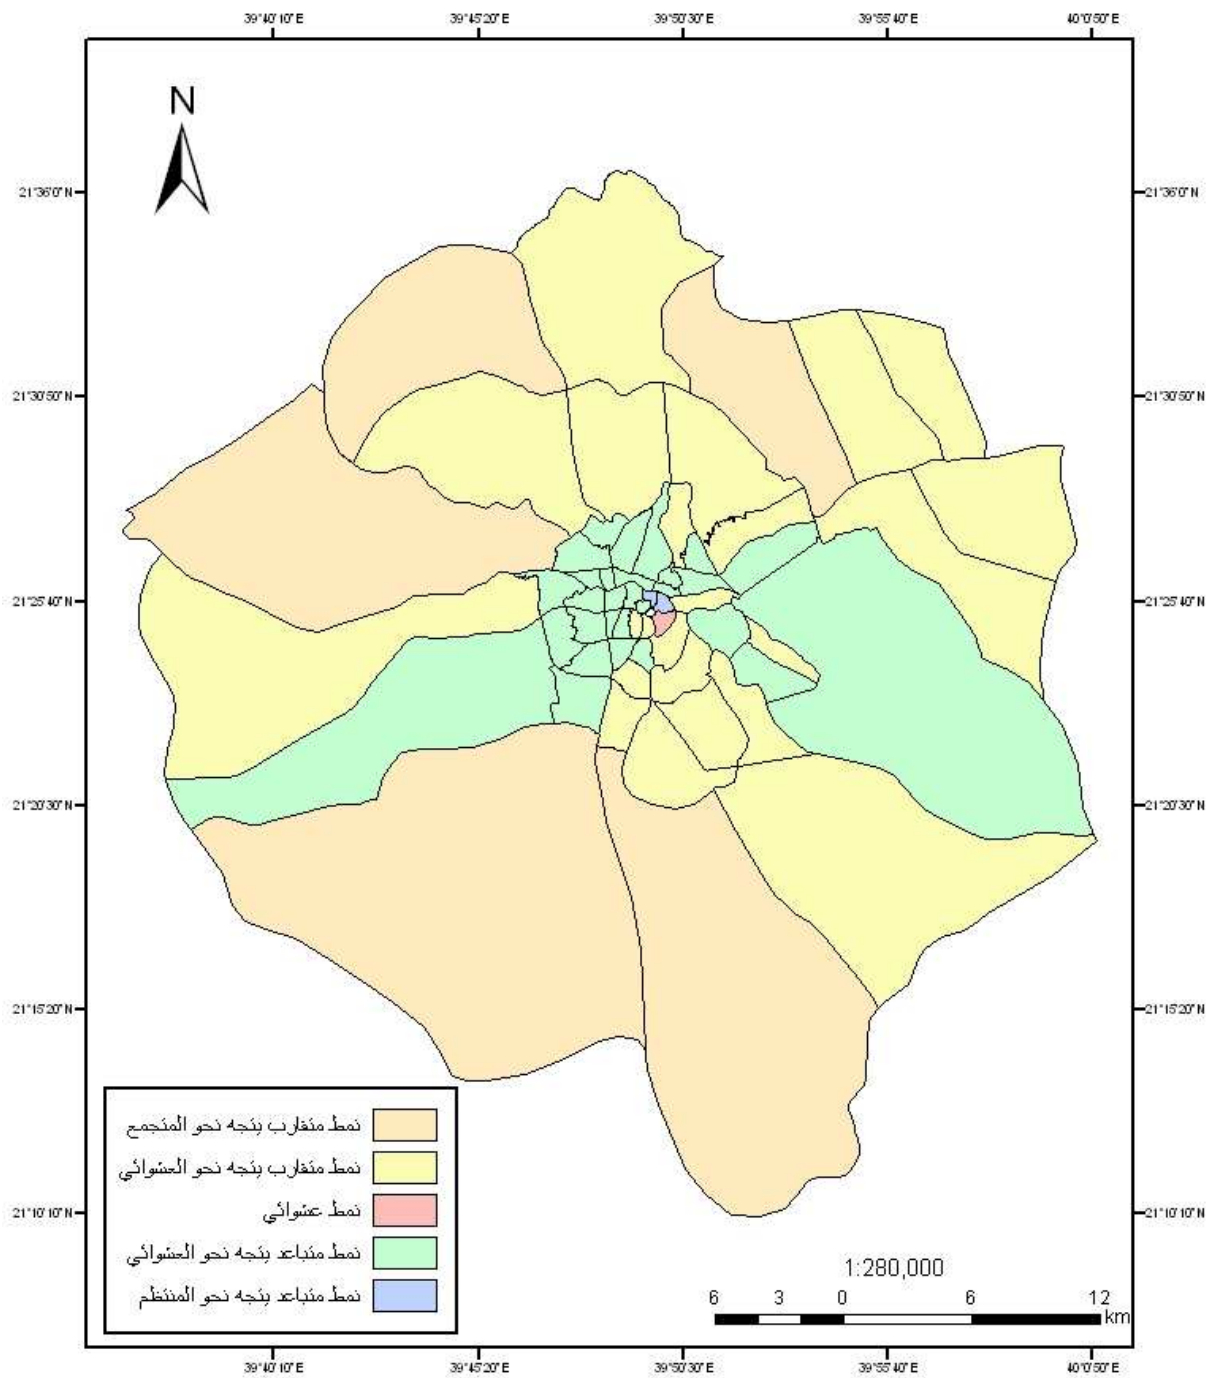 39°40'10"E 39°45'20"E 39°50'30"E 39°55'40"E 40°0'50"E
N
21°36'0"N 21°36'0"N
21°30'50"N 21°30'50"N
21°25'40"N 21°25'40"N
21°20'30"N 21°20'30"N
21°15'20"N 21°15'20"N
21°10'10"N 21°10'10"N
نمط متقارب يتجه نحو المتجمع
نمط متقارب يتجه نحو العشوائي
نمط عشوائي
نمط متباعد يتجه نحو العشوائي
نمط متباعد يتجه نحو المنتظم
1:280,000
6 3 0 6 12
km
39°40'10"E 39°45'20"E 39°50'30"E 39°55'40"E 40°0'50"E